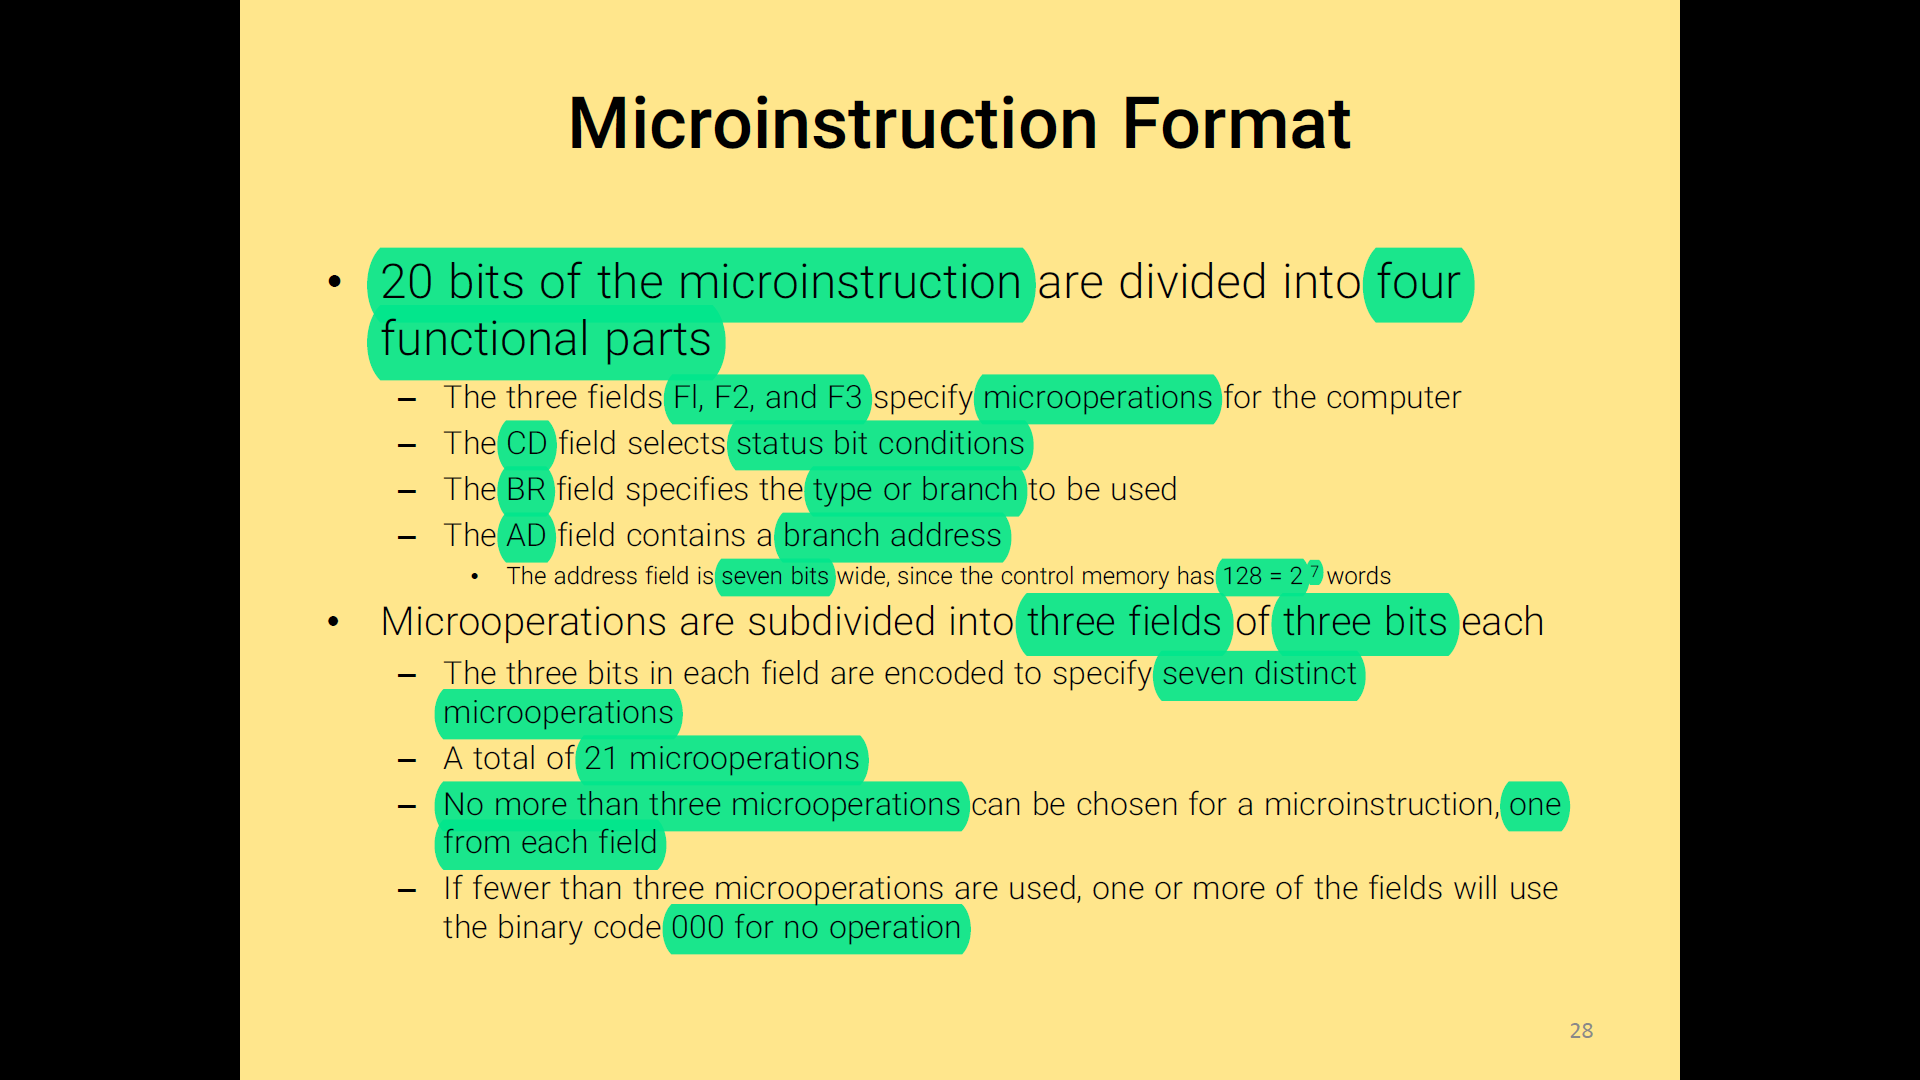 Microinstruction Format
• 20 bits of the microinstruction are divided into four
functional parts
– The three fields Fl, F2, and F3 specify microoperations for the computer
– The CD field selects status bit conditions
– The BR field specifies the type or branch to be used
– The AD field contains a branch address
• The address field is seven bits wide, since the control memory has 128 = 2 ⁷ words
• Microoperations are subdivided into three fields of three bits each
– The three bits in each field are encoded to specify seven distinct
microoperations
– A total of 21 microoperations
– No more than three microoperations can be chosen for a microinstruction, one
from each field
– If fewer than three microoperations are used, one or more of the fields will use
the binary code 000 for no operation
28